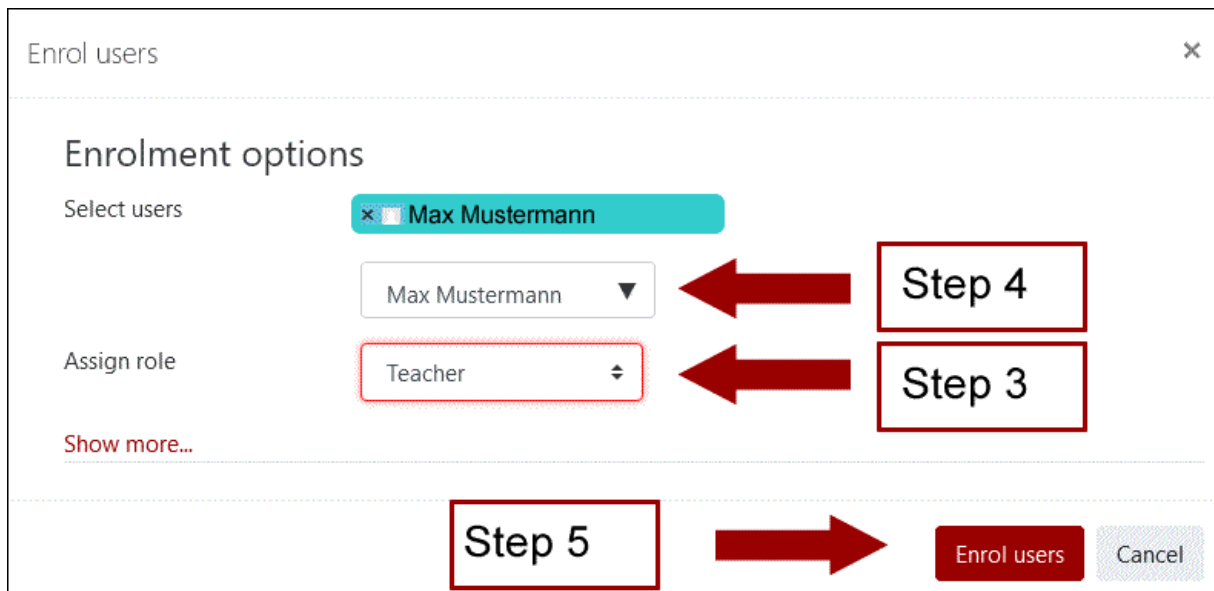 Enrol users ×
Enrolment options
Select users
× Max Mustermann
Max Mustermann
Step 4
Assign role
Teacher
Step 3
Show more...
Step 5
Enrol users
Cancel